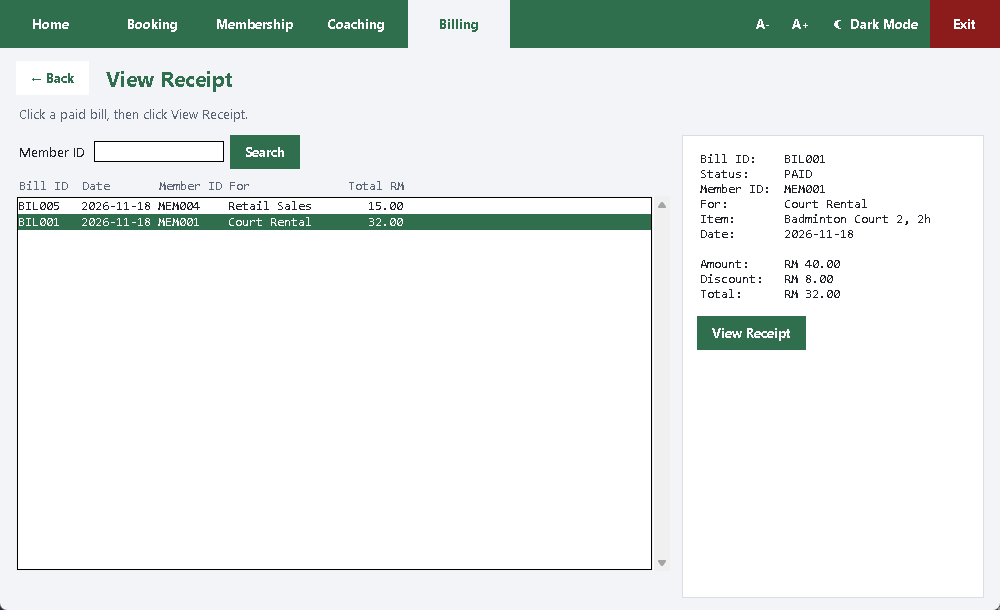 Home Booking Membership Coaching Billing A- A+ ☾ Dark Mode Exit
← Back View Receipt
Click a paid bill, then click View Receipt.
Member ID Search
Bill ID Date Member ID For Total RM
BIL005 2026-11-18 MEM004 Retail Sales 15.00
BIL001 2026-11-18 MEM001 Court Rental 32.00
Bill ID: BIL001
Status: PAID
Member ID: MEM001
For: Court Rental
Item: Badminton Court 2, 2h
Date: 2026-11-18
Amount: RM 40.00
Discount: RM 8.00
Total: RM 32.00
View Receipt